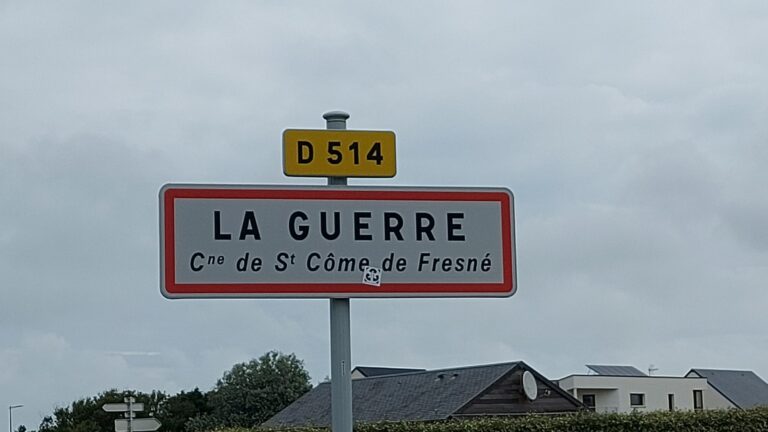 D 514
LA GUERRE
Cne de St Côme de Fresné